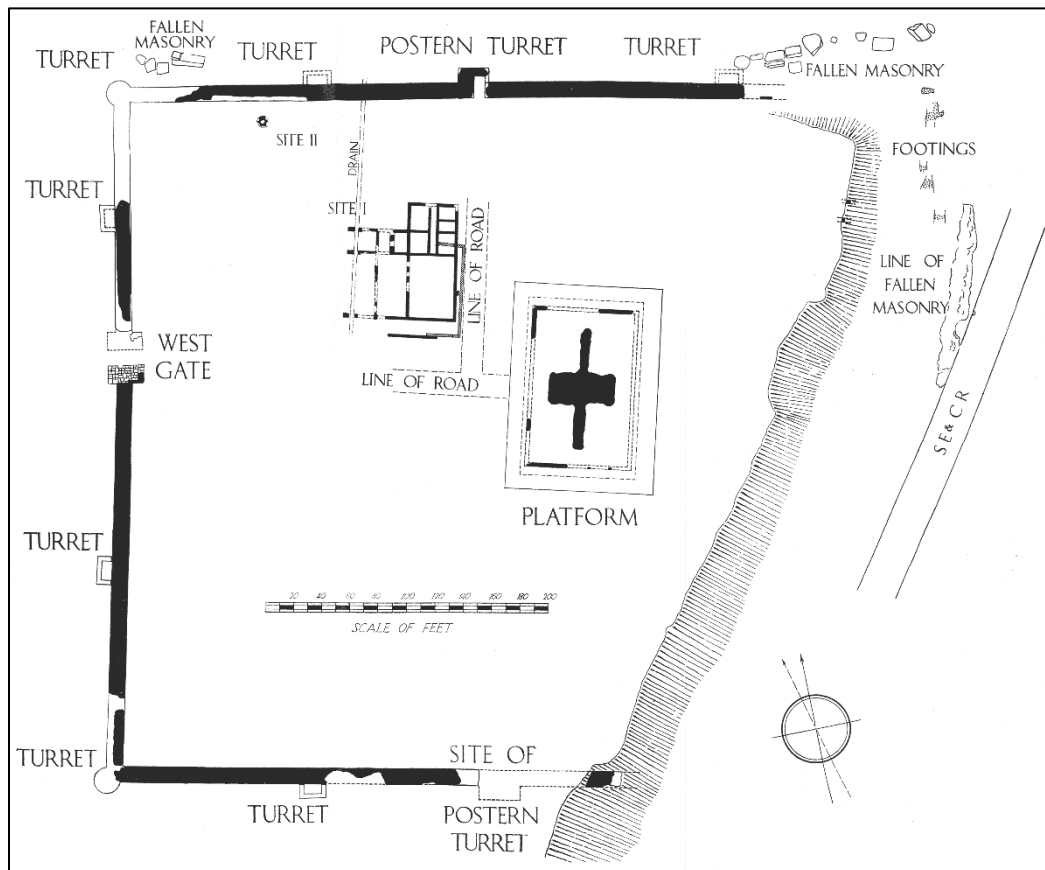 FALLEN
MASONRY
TURRET
TURRET
POSTERN TURRET
TURRET
FALLEN MASONRY
SITE II
DRAIN
FOOTINGS
TURRET
SITE I
LINE OF ROAD
LINE OF
FALLEN
MASONRY
WEST
GATE
LINE OF ROAD
SE&CR
PLATFORM
TURRET
20 40 60 80 100 120 140 160 180 200
SCALE OF FEET
TURRET
SITE OF
TURRET
POSTERN
TURRET